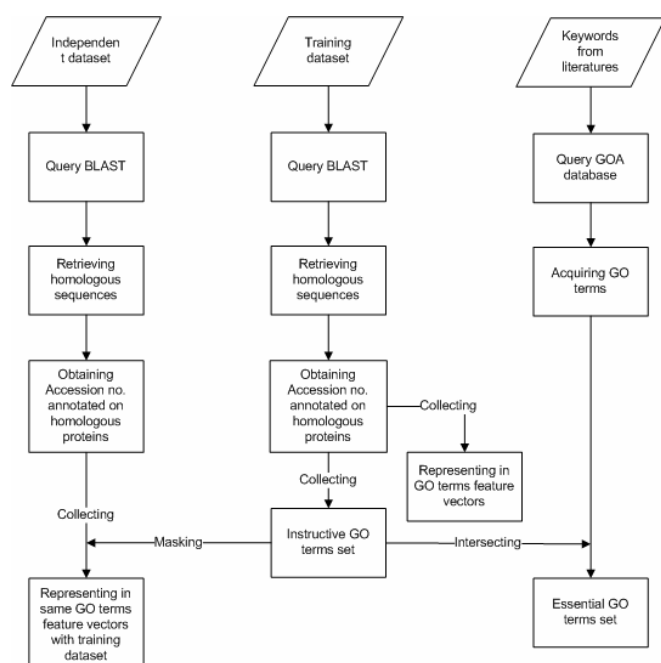 Independen
t dataset
Training
dataset
Keywords
from
literatures
Query BLAST
Query BLAST
Query GOA
database
Retrieving
homologous
sequences
Retrieving
homologous
sequences
Acquiring GO
terms
Obtaining
Accession no.
annotated on
homologous
proteins
Obtaining
Accession no.
annotated on
homologous
proteins
Collecting
Representing in
GO terms feature
vectors
Collecting
Collecting
Masking
Instructive GO
terms set
Intersecting
Representing in
same GO terms
feature vectors
with training
dataset
Essential GO
terms set